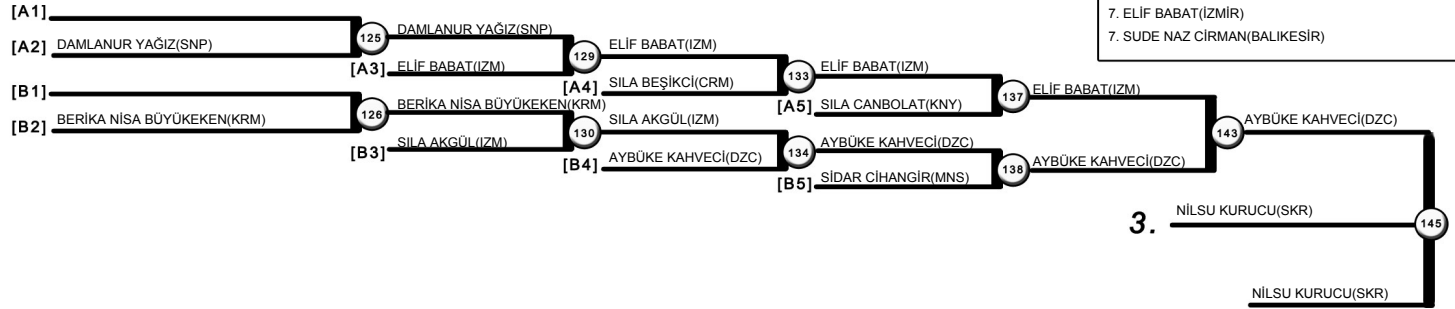 7. ELİF BABAT(İZMİR)
7. SUDE NAZ CİRMAN(BALIKESİR)
[A1]
[A2] DAMLANUR YAĞIZ(SNP)
125
DAMLANUR YAĞIZ(SNP)
[A3] ELİF BABAT(IZM)
129
ELİF BABAT(IZM)
[A4] SILA BEŞİKCİ(CRM)
133
ELİF BABAT(IZM)
[A5] SILA CANBOLAT(KNY)
137
ELİF BABAT(IZM)
[B1]
[B2] BERİKA NİSA BÜYÜKEKEN(KRM)
126
BERİKA NİSA BÜYÜKEKEN(KRM)
[B3] SILA AKGÜL(IZM)
130
SILA AKGÜL(IZM)
[B4] AYBÜKE KAHVECİ(DZC)
134
AYBÜKE KAHVECİ(DZC)
[B5] SİDAR CİHANGİR(MNS)
138
AYBÜKE KAHVECİ(DZC)
143
AYBÜKE KAHVECİ(DZC)
3. NİLSU KURUCU(SKR)
145
NİLSU KURUCU(SKR)